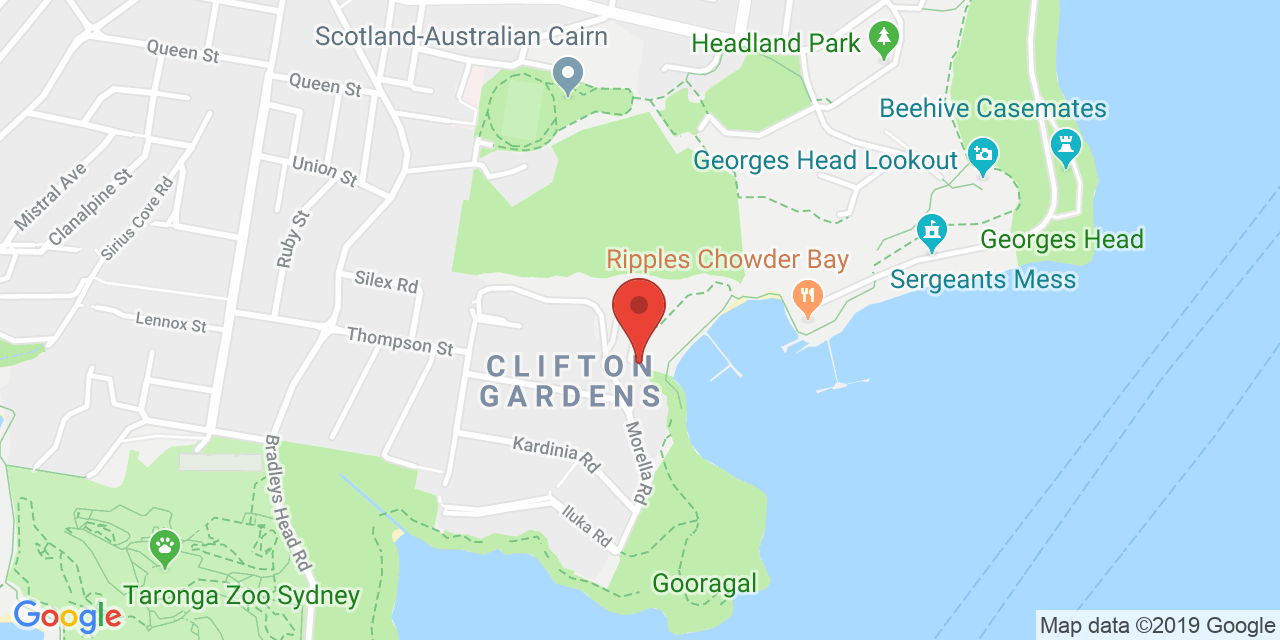 Scotland-Australian Cairn
Headland Park
Queen St
Queen St
Beehive Casemates
Georges Head Lookout
Union St
Mistral Ave
Clanalpine St
Sirius Cove Rd
Ruby St
Georges Head
Ripples Chowder Bay
Sergeants Mess
Silex Rd
Lennox St
Thompson St
CLIFTON
GARDENS
Kardinia Rd
Morella Rd
Bradleys Head Rd
Iluka Rd
Gooragal
Taronga Zoo Sydney
Google
Map data ©2019 Google